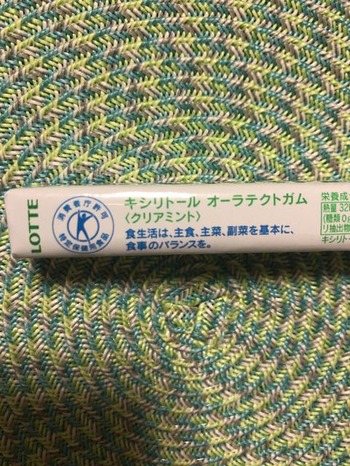 LOTTE
消費者庁許可
特定保健用食品
キシリトール オーラテクトガム
〈クリアミント〉
食生活は、主食、主菜、副菜を基本に、
食事のバランスを。
栄養成
熱量 32
(糖類0g
リ抽出物
キシリト